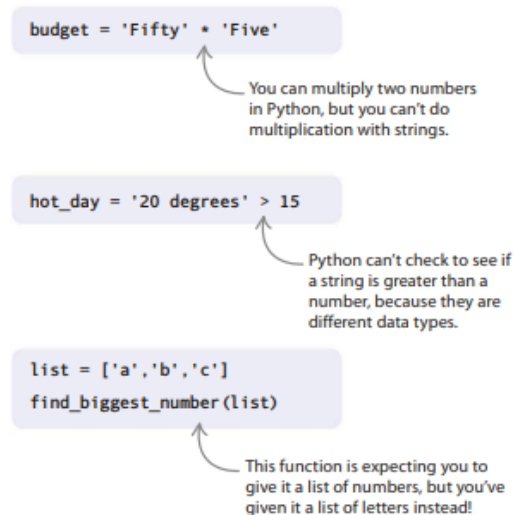 budget = 'Fifty' * 'Five'
You can multiply two numbers
in Python, but you can't do
multiplication with strings.
hot_day = '20 degrees' > 15
Python can't check to see if
a string is greater than a
number, because they are
different data types.
list = ['a','b','c']
find_biggest_number(list)
This function is expecting you to
give it a list of numbers, but you've
given it a list of letters instead!